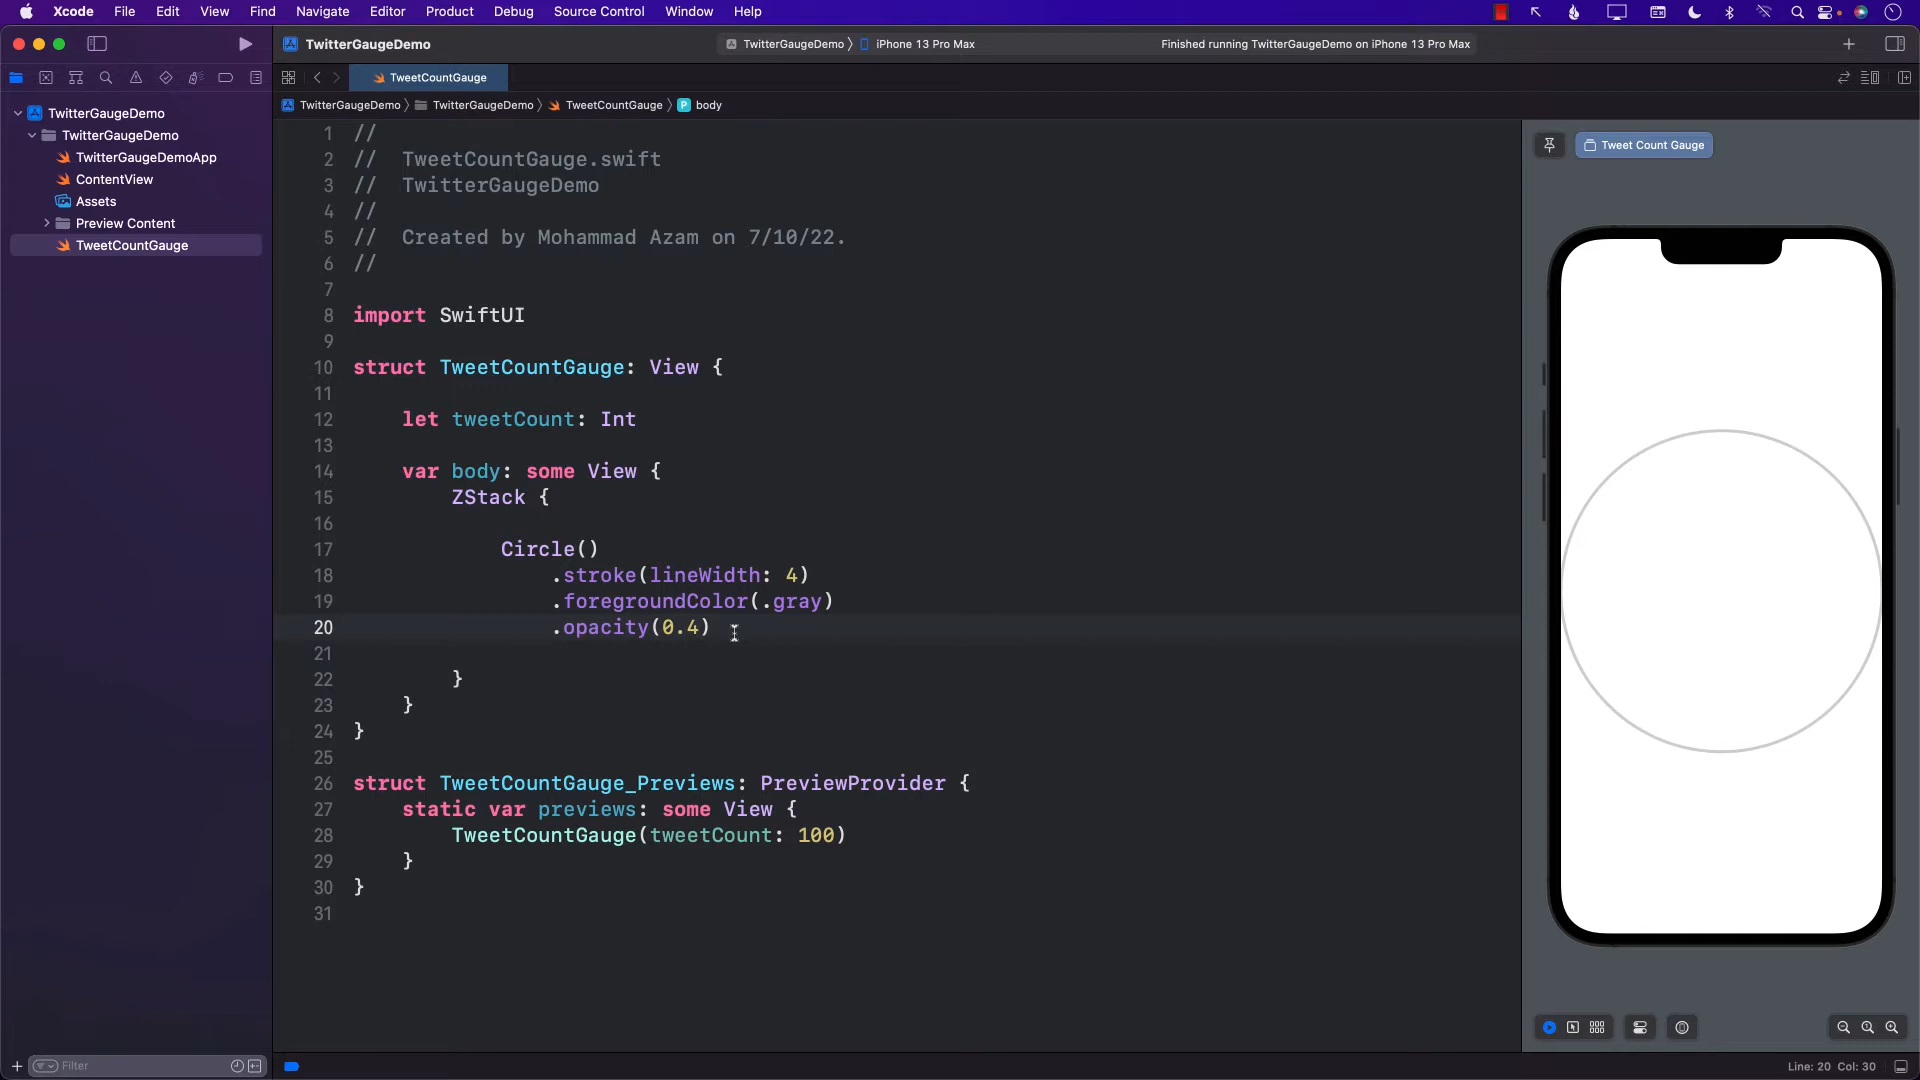 Xcode File Edit View Find Navigate Editor Product Debug Source Control Window Help
TwitterGaugeDemo
TwitterGaugeDemo iPhone 13 Pro Max
Finished running TwitterGaugeDemo on iPhone 13 Pro Max
TweetCountGauge
TwitterGaugeDemo TwitterGaugeDemo TweetCountGauge P body
TwitterGaugeDemo
TwitterGaugeDemo
TwitterGaugeDemoApp
ContentView
Assets
Preview Content
TweetCountGauge
Filter
1 //
2 // TweetCountGauge.swift
3 // TwitterGaugeDemo
4 //
5 // Created by Mohammad Azam on 7/10/22.
6 //
7
8 import SwiftUI
9
10 struct TweetCountGauge: View {
11
12 let tweetCount: Int
13
14 var body: some View {
15 ZStack {
16
17 Circle()
18 .stroke(lineWidth: 4)
19 .foregroundColor(.gray)
20 .opacity(0.4)
21
22 }
23 }
24 }
25
26 struct TweetCountGauge_Previews: PreviewProvider {
27 static var previews: some View {
28 TweetCountGauge(tweetCount: 100)
29 }
30 }
31
Tweet Count Gauge
Line: 20 Col: 30